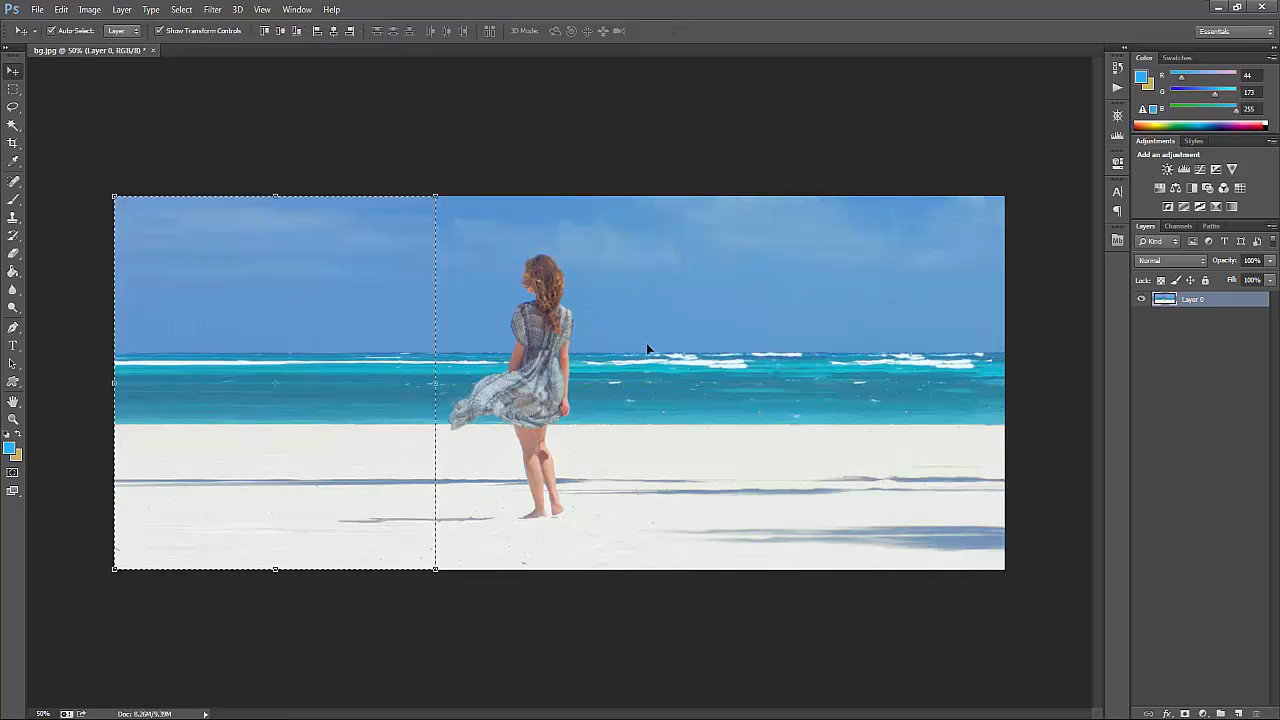 Ps File Edit Image Layer Type Select Filter 3D View Window Help
Auto-Select: Layer Show Transform Controls 3D Mode: Essentials
bg.jpg @ 50% (Layer 0, RGB/8) * ×
Color Swatches
R 44
G 173
B 255
Adjustments Styles
Add an adjustment
Layers Channels Paths
Kind
Normal Opacity: 100%
Lock: Fill: 100%
Layer 0
50% Doc: 8.26M/9.39M